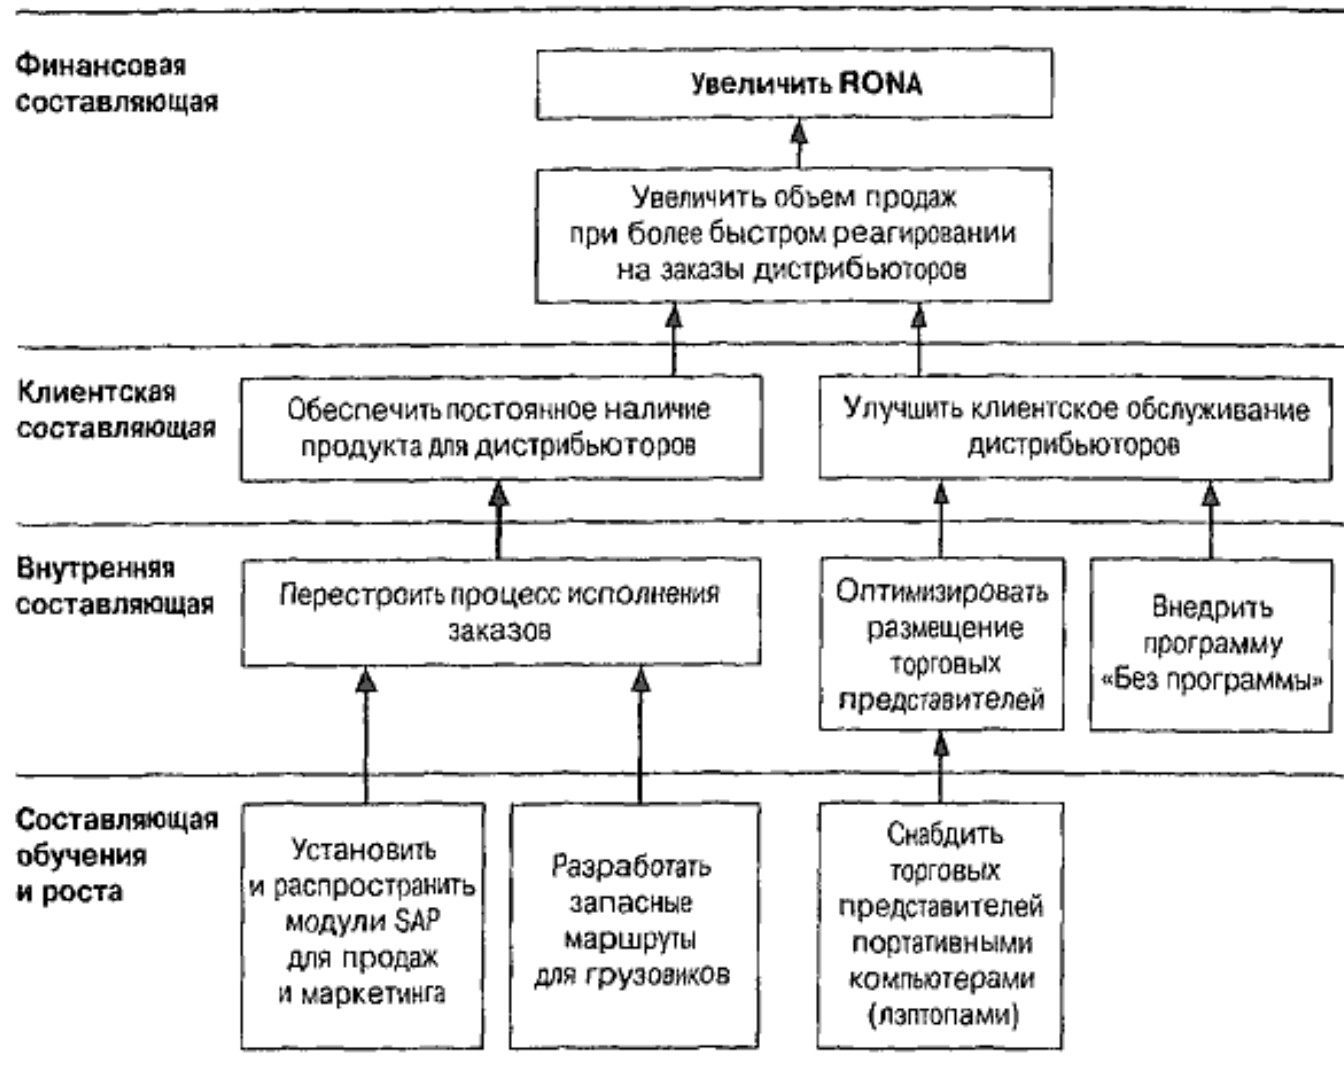 Финансовая
составляющая
Увеличить RONA
Увеличить объем продаж
при более быстром реагировании
на заказы дистрибьюторов
Клиентская
составляющая
Обеспечить постоянное наличие
продукта для дистрибьюторов
Улучшить клиентское обслуживание
дистрибьюторов
Внутренняя
составляющая
Перестроить процесс исполнения
заказов
Оптимизировать
размещение
торговых
представителей
Внедрить
программу
«Без программы»
Составляющая
обучения
и роста
Установить
и распространить
модули SAP
для продаж
и маркетинга
Разработать
запасные
маршруты
для грузовиков
Снабдить
торговых
представителей
портативными
компьютерами
(лэптопами)